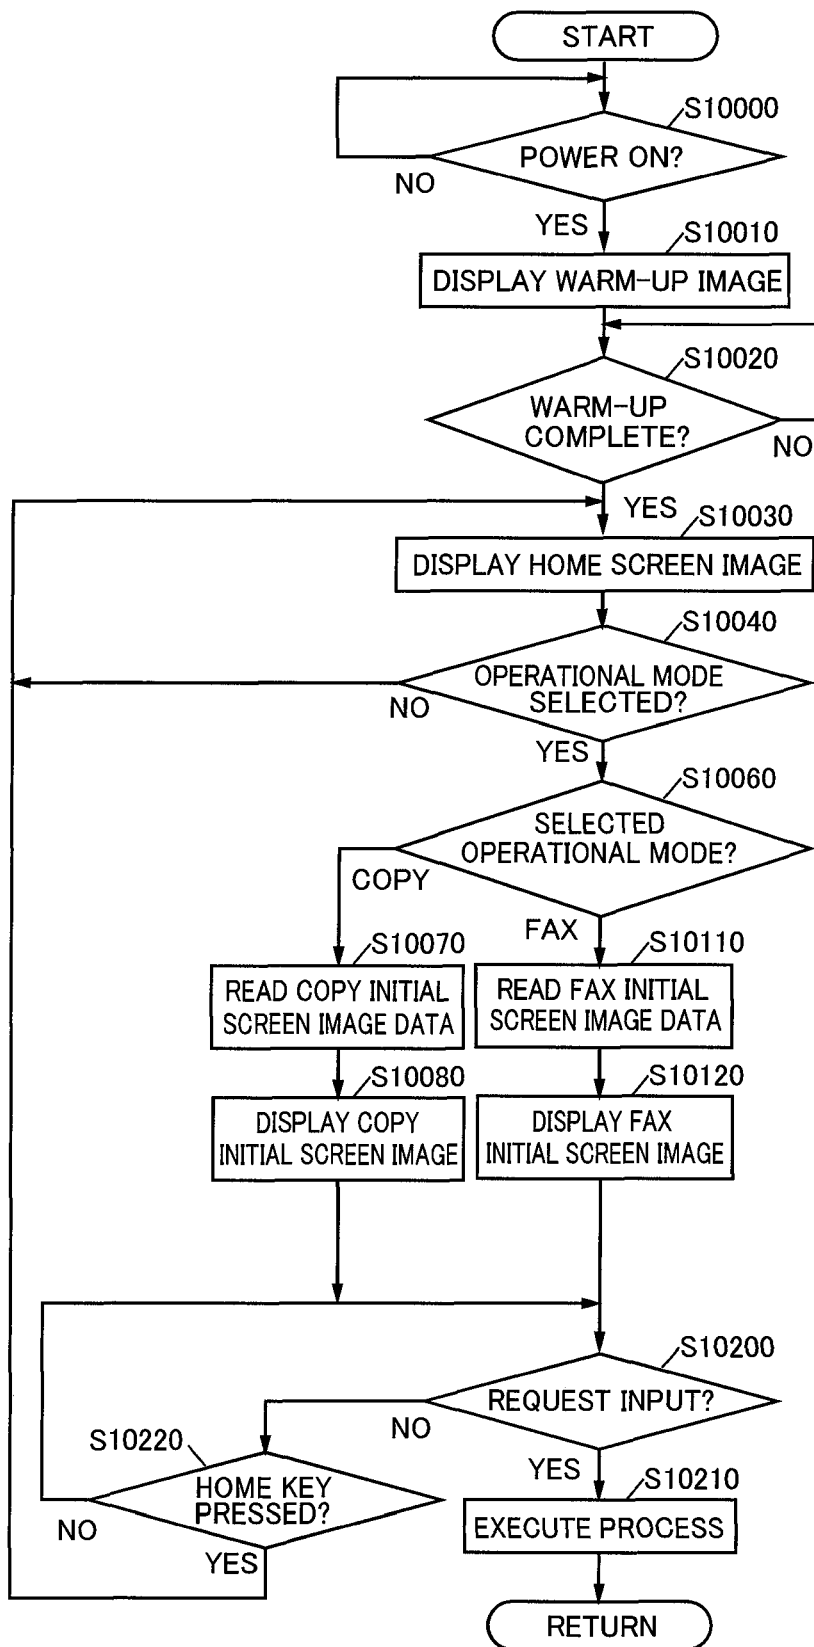 START
S10000
POWER ON?
NO
YES
S10010
DISPLAY WARM-UP IMAGE
S10020
WARM-UP
COMPLETE?
NO
YES
S10030
DISPLAY HOME SCREEN IMAGE
S10040
OPERATIONAL MODE
SELECTED?
NO
YES
S10060
SELECTED
OPERATIONAL MODE?
COPY
FAX
S10070
READ COPY INITIAL
SCREEN IMAGE DATA
S10110
READ FAX INITIAL
SCREEN IMAGE DATA
S10080
DISPLAY COPY
INITIAL SCREEN IMAGE
S10120
DISPLAY FAX
INITIAL SCREEN IMAGE
S10200
REQUEST INPUT?
NO
YES
S10220
HOME KEY
PRESSED?
NO
YES
S10210
EXECUTE PROCESS
RETURN